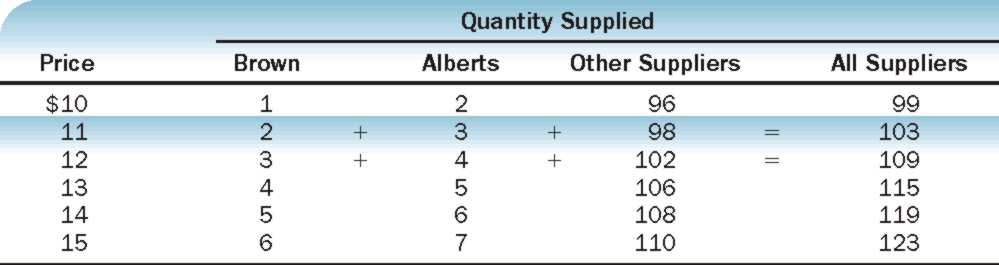 Quantity Supplied
Price Brown Alberts Other Suppliers All Suppliers
$10 1 2 96 99
11 2 + 3 + 98 = 103
12 3 + 4 + 102 = 109
13 4 5 106 115
14 5 6 108 119
15 6 7 110 123